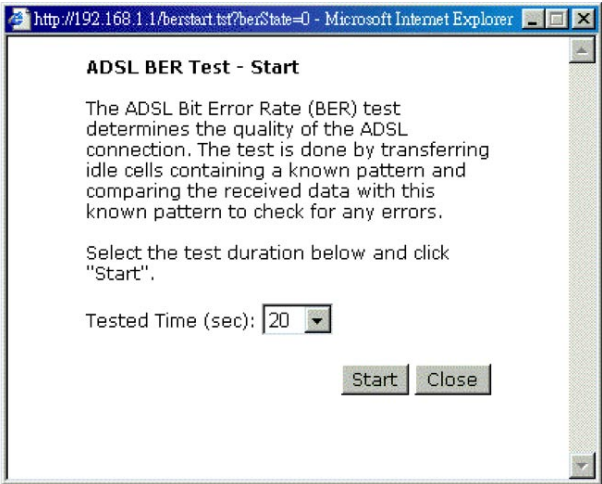 http://192.168.1.1/berstart.tst?berState=0 - Microsoft Internet Explorer
ADSL BER Test - Start
The ADSL Bit Error Rate (BER) test
determines the quality of the ADSL
connection. The test is done by transferring
idle cells containing a known pattern and
comparing the received data with this
known pattern to check for any errors.
Select the test duration below and click
"Start".
Tested Time (sec): 20
Start Close